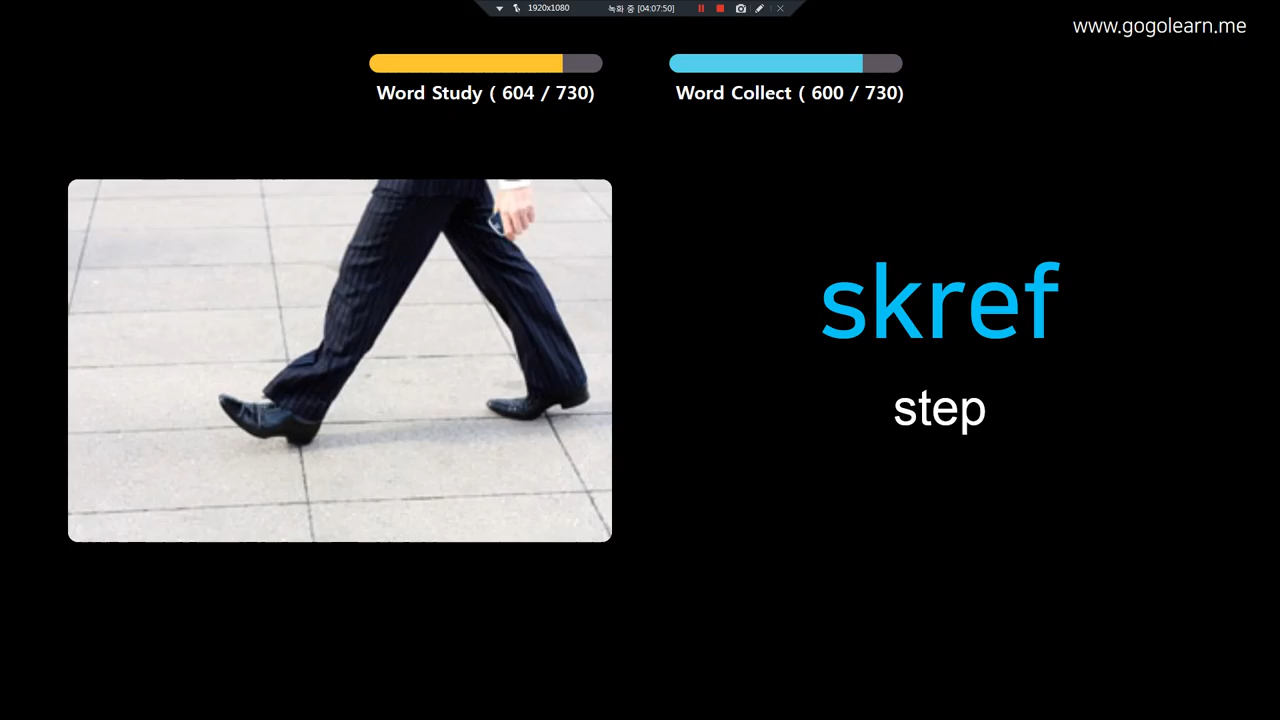 1920x1080 녹화 중 [04:07:50]
www.gogolearn.me
Word Study ( 604 / 730)
Word Collect ( 600 / 730)
skref
step